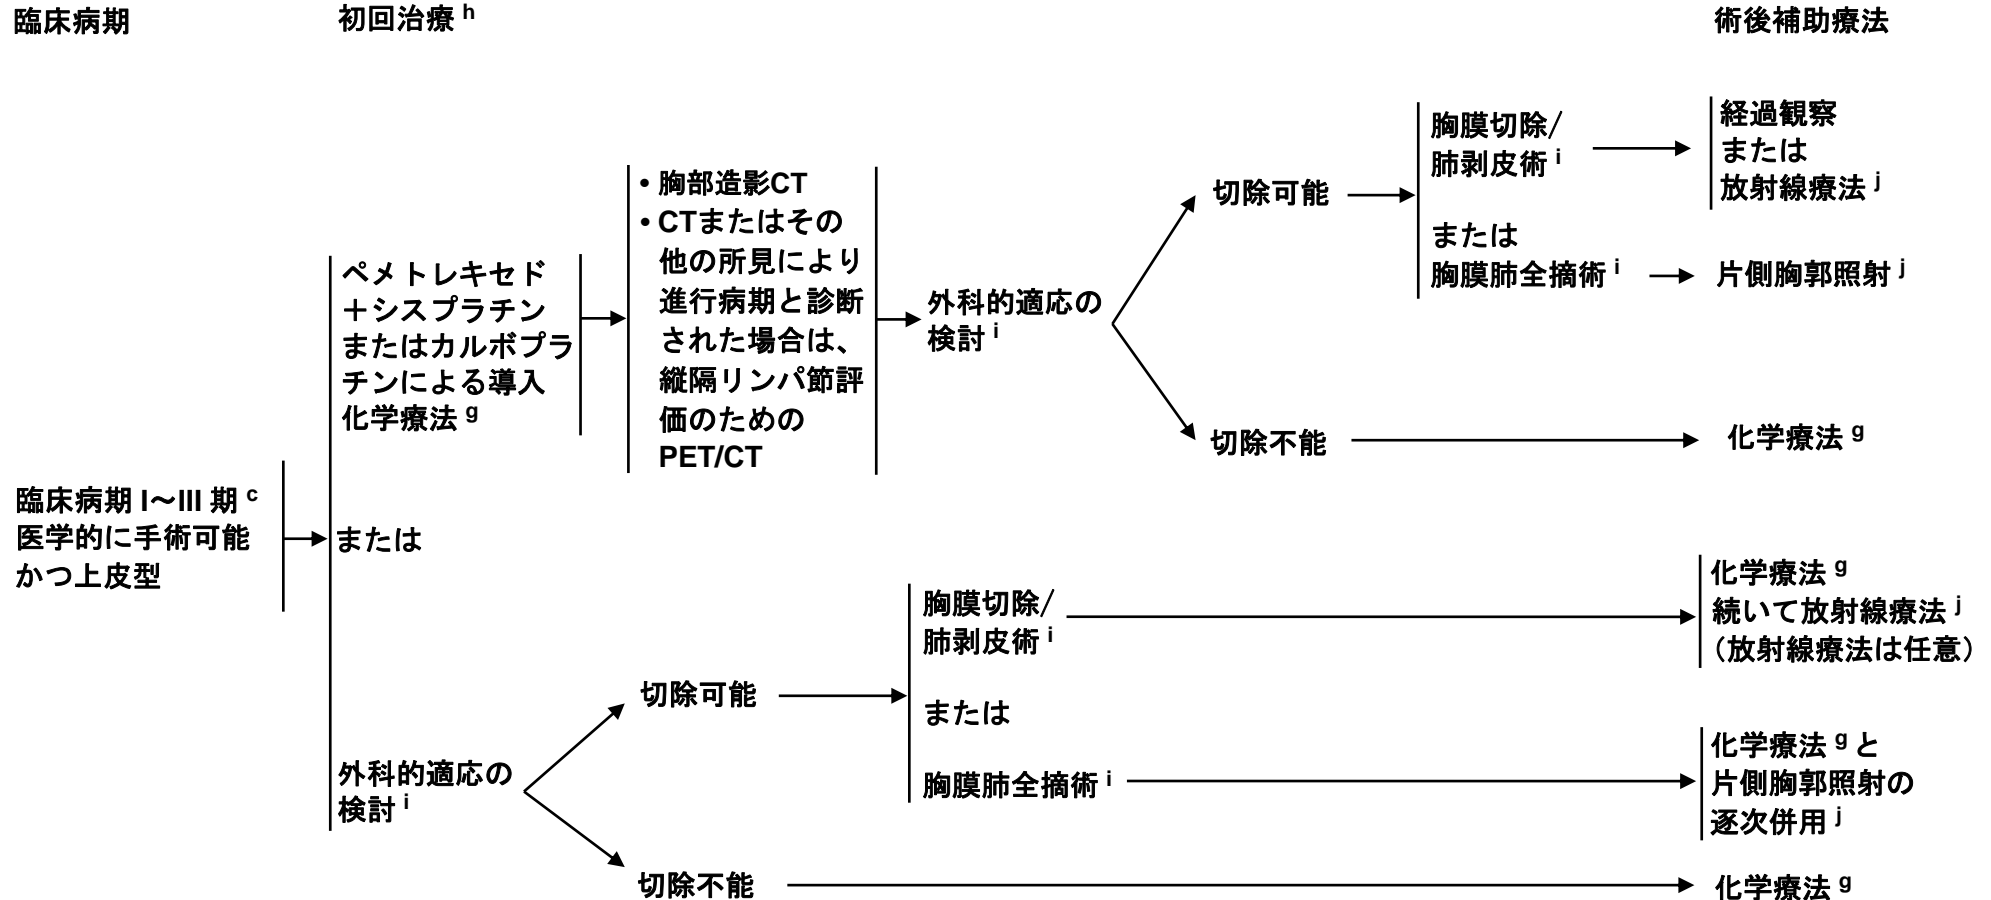 臨床病期
初回治療 h
術後補助療法
臨床病期 I～III 期 c
医学的に手術可能
かつ上皮型
ペメトレキセド
＋シスプラチン
またはカルボプラ
チンによる導入
化学療法 g
または
外科的適応の
検討 i
• 胸部造影CT
• CTまたはその
他の所見により
進行病期と診断
された場合は、
縦隔リンパ節評
価のための
PET/CT
外科的適応の
検討 i
切除可能
胸膜切除/
肺剥皮術 i
または
胸膜肺全摘術 i
経過観察
または
放射線療法 j
片側胸郭照射 j
切除不能
化学療法 g
切除可能
胸膜切除/
肺剥皮術 i
または
胸膜肺全摘術 i
化学療法 g
続いて放射線療法 j
（放射線療法は任意）
化学療法 g と
片側胸郭照射の
逐次併用 j
切除不能
化学療法 g